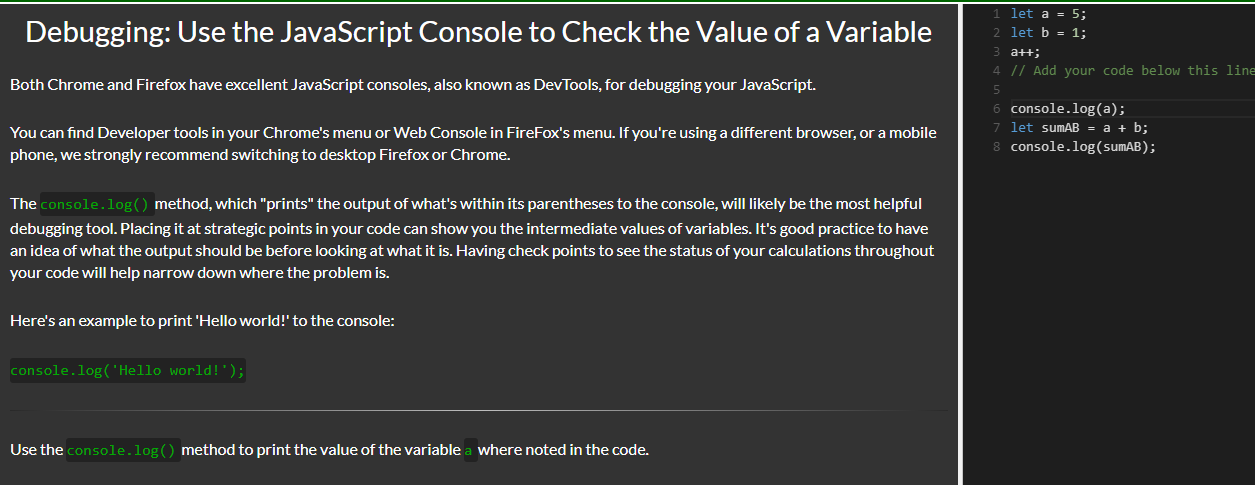 Debugging: Use the JavaScript Console to Check the Value of a Variable
Both Chrome and Firefox have excellent JavaScript consoles, also known as DevTools, for debugging your JavaScript.
You can find Developer tools in your Chrome's menu or Web Console in FireFox's menu. If you're using a different browser, or a mobile
phone, we strongly recommend switching to desktop Firefox or Chrome.
The console.log() method, which "prints" the output of what's within its parentheses to the console, will likely be the most helpful
debugging tool. Placing it at strategic points in your code can show you the intermediate values of variables. It's good practice to have
an idea of what the output should be before looking at what it is. Having check points to see the status of your calculations throughout
your code will help narrow down where the problem is.
Here's an example to print 'Hello world!' to the console:
console.log('Hello world!');
Use the console.log() method to print the value of the variable a where noted in the code.
1 let a = 5;
2 let b = 1;
3 a++;
4 // Add your code below this line
5
6 console.log(a);
7 let sumAB = a + b;
8 console.log(sumAB);